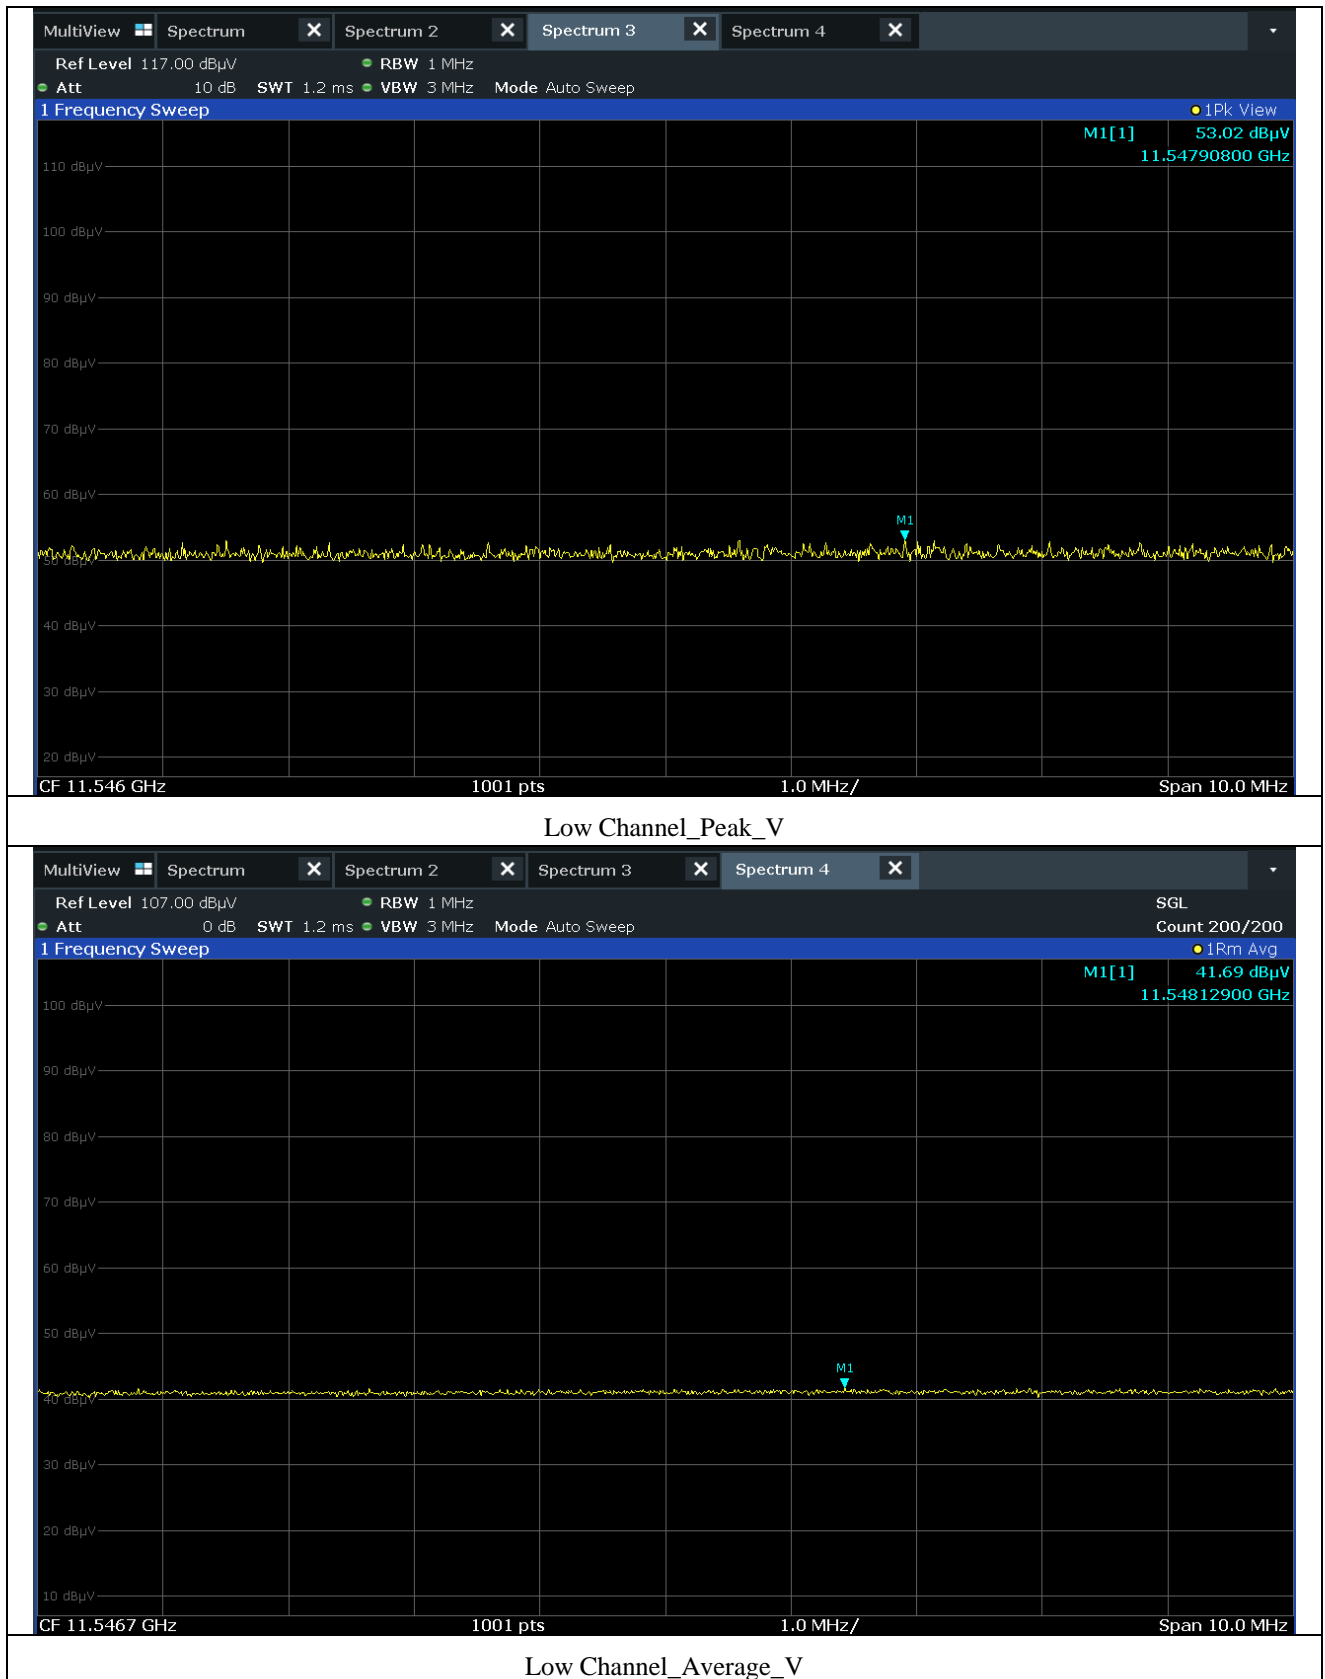 MultiView Spectrum Spectrum 2 Spectrum 3 Spectrum 4
Ref Level 117.00 dBµV RBW 1 MHz
Att 10 dB SWT 1.2 ms VBW 3 MHz Mode Auto Sweep
1 Frequency Sweep 1Pk View
M1[1] 53.02 dBµV
11.54790800 GHz
110 dBµV
100 dBµV
90 dBµV
80 dBµV
70 dBµV
60 dBµV
M1
50 dBµV
40 dBµV
30 dBµV
20 dBµV
CF 11.546 GHz 1001 pts 1.0 MHz/ Span 10.0 MHz
Low Channel_Peak_V
MultiView Spectrum Spectrum 2 Spectrum 3 Spectrum 4
Ref Level 107.00 dBµV RBW 1 MHz SGL
Att 0 dB SWT 1.2 ms VBW 3 MHz Mode Auto Sweep Count 200/200
1 Frequency Sweep 1Rm Avg
M1[1] 41.69 dBµV
11.54812900 GHz
100 dBµV
90 dBµV
80 dBµV
70 dBµV
60 dBµV
50 dBµV
M1
40 dBµV
30 dBµV
20 dBµV
10 dBµV
CF 11.5467 GHz 1001 pts 1.0 MHz/ Span 10.0 MHz
Low Channel_Average_V